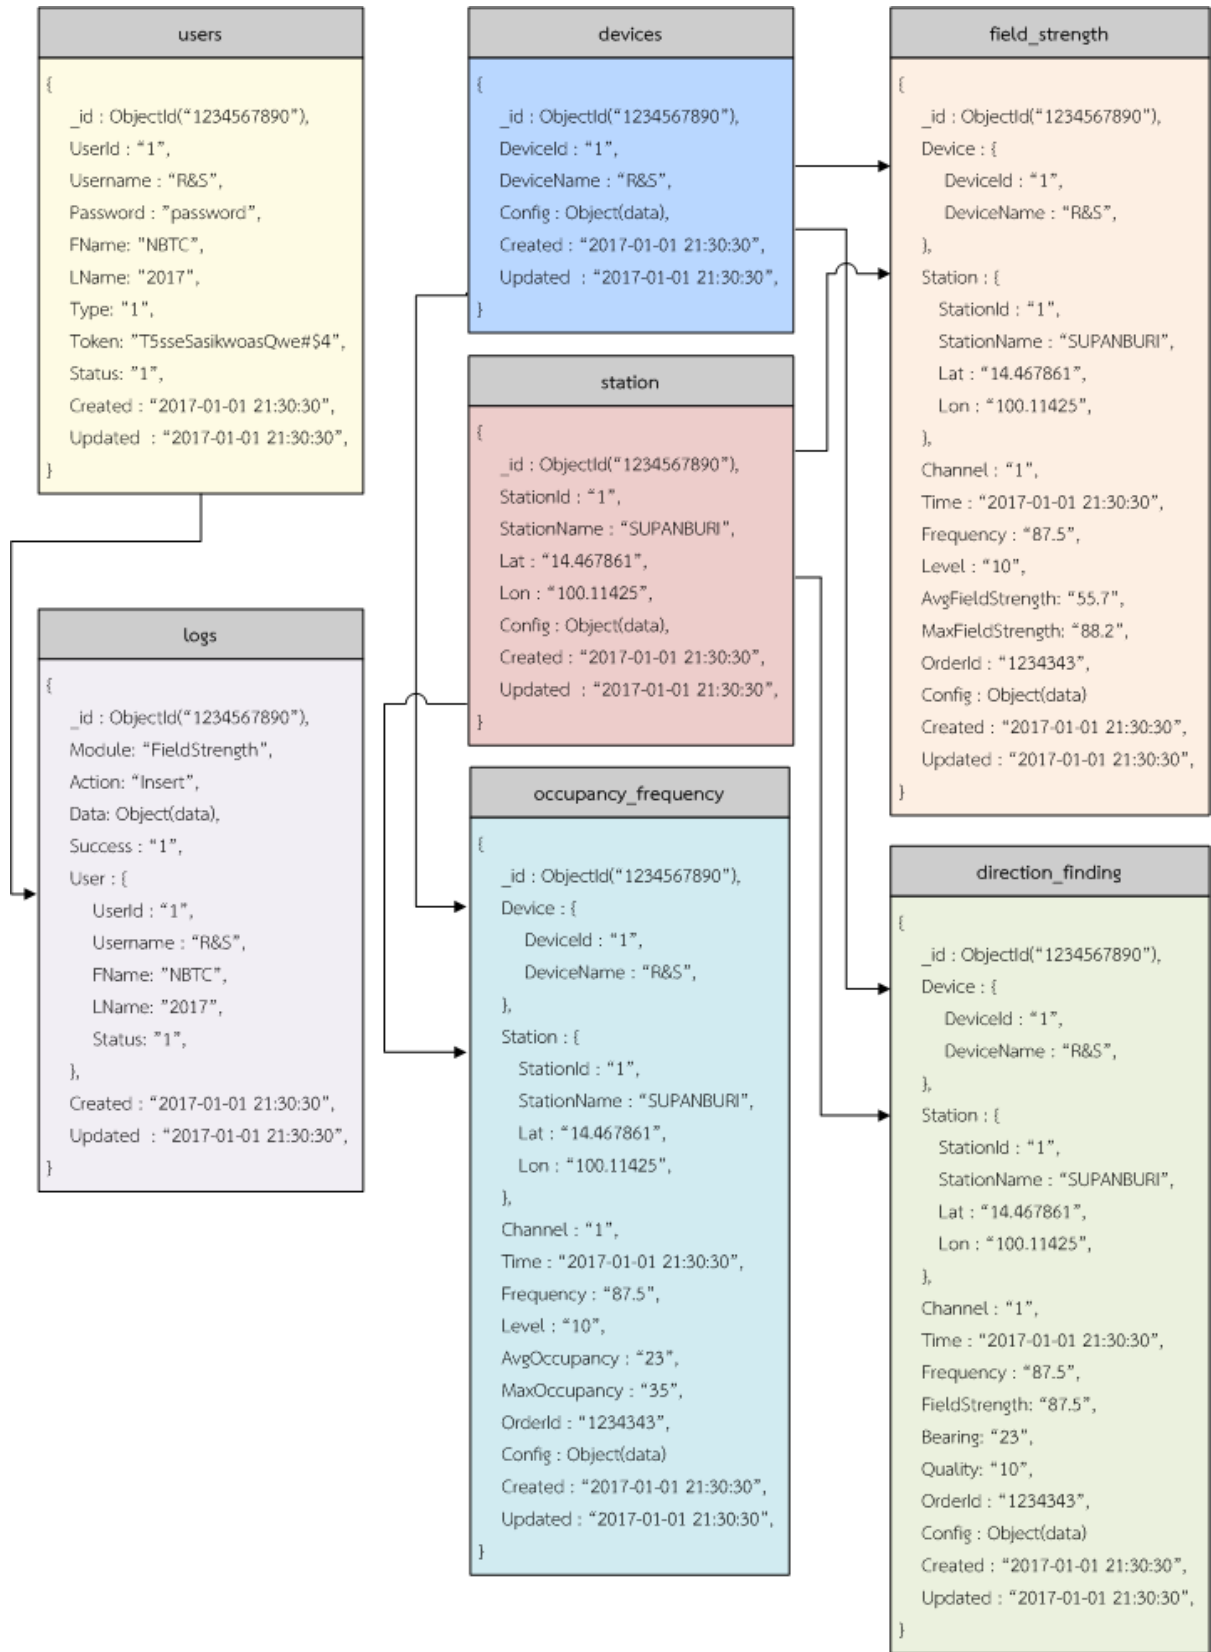 users
{
_id : ObjectId(“1234567890”),
UserId : “1”,
Username : “R&S”,
Password : “password”,
FName: “NBTC”,
LName: “2017”,
Type: “1”,
Token: “T5sseSasikwoasQwe#$4”,
Status: “1”,
Created : “2017-01-01 21:30:30”,
Updated : “2017-01-01 21:30:30”,
}
logs
{
_id : ObjectId(“1234567890”),
Module: “FieldStrength”,
Action: “Insert”,
Data: Object(data),
Success : “1”,
User : {
UserId : “1”,
Username : “R&S”,
FName: “NBTC”,
LName: “2017”,
Status: “1”,
},
Created : “2017-01-01 21:30:30”,
Updated : “2017-01-01 21:30:30”,
}
devices
{
_id : ObjectId(“1234567890”),
DeviceId : “1”,
DeviceName : “R&S”,
Config : Object(data),
Created : “2017-01-01 21:30:30”,
Updated : “2017-01-01 21:30:30”,
}
station
{
_id : ObjectId(“1234567890”),
StationId : “1”,
StationName : “SUPANBURI”,
Lat : “14.467861”,
Lon : “100.11425”,
Config : Object(data),
Created : “2017-01-01 21:30:30”,
Updated : “2017-01-01 21:30:30”,
}
occupancy_frequency
{
_id : ObjectId(“1234567890”),
Device : {
DeviceId : “1”,
DeviceName : “R&S”,
},
Station : {
StationId : “1”,
StationName : “SUPANBURI”,
Lat : “14.467861”,
Lon : “100.11425”,
},
Channel : “1”,
Time : “2017-01-01 21:30:30”,
Frequency : “87.5”,
Level : “10”,
AvgOccupancy : “23”,
MaxOccupancy : “35”,
OrderId : “1234343”,
Config : Object(data)
Created : “2017-01-01 21:30:30”,
Updated : “2017-01-01 21:30:30”,
}
field_strength
{
_id : ObjectId(“1234567890”),
Device : {
DeviceId : “1”,
DeviceName : “R&S”,
},
Station : {
StationId : “1”,
StationName : “SUPANBURI”,
Lat : “14.467861”,
Lon : “100.11425”,
},
Channel : “1”,
Time : “2017-01-01 21:30:30”,
Frequency : “87.5”,
Level : “10”,
AvgFieldStrength: “55.7”,
MaxFieldStrength: “88.2”,
OrderId : “1234343”,
Config : Object(data)
Created : “2017-01-01 21:30:30”,
Updated : “2017-01-01 21:30:30”,
}
direction_finding
{
_id : ObjectId(“1234567890”),
Device : {
DeviceId : “1”,
DeviceName : “R&S”,
},
Station : {
StationId : “1”,
StationName : “SUPANBURI”,
Lat : “14.467861”,
Lon : “100.11425”,
},
Channel : “1”,
Time : “2017-01-01 21:30:30”,
Frequency : “87.5”,
FieldStrength: “87.5”,
Bearing: “23”,
Quality: “10”,
OrderId : “1234343”,
Config : Object(data)
Created : “2017-01-01 21:30:30”,
Updated : “2017-01-01 21:30:30”,
}